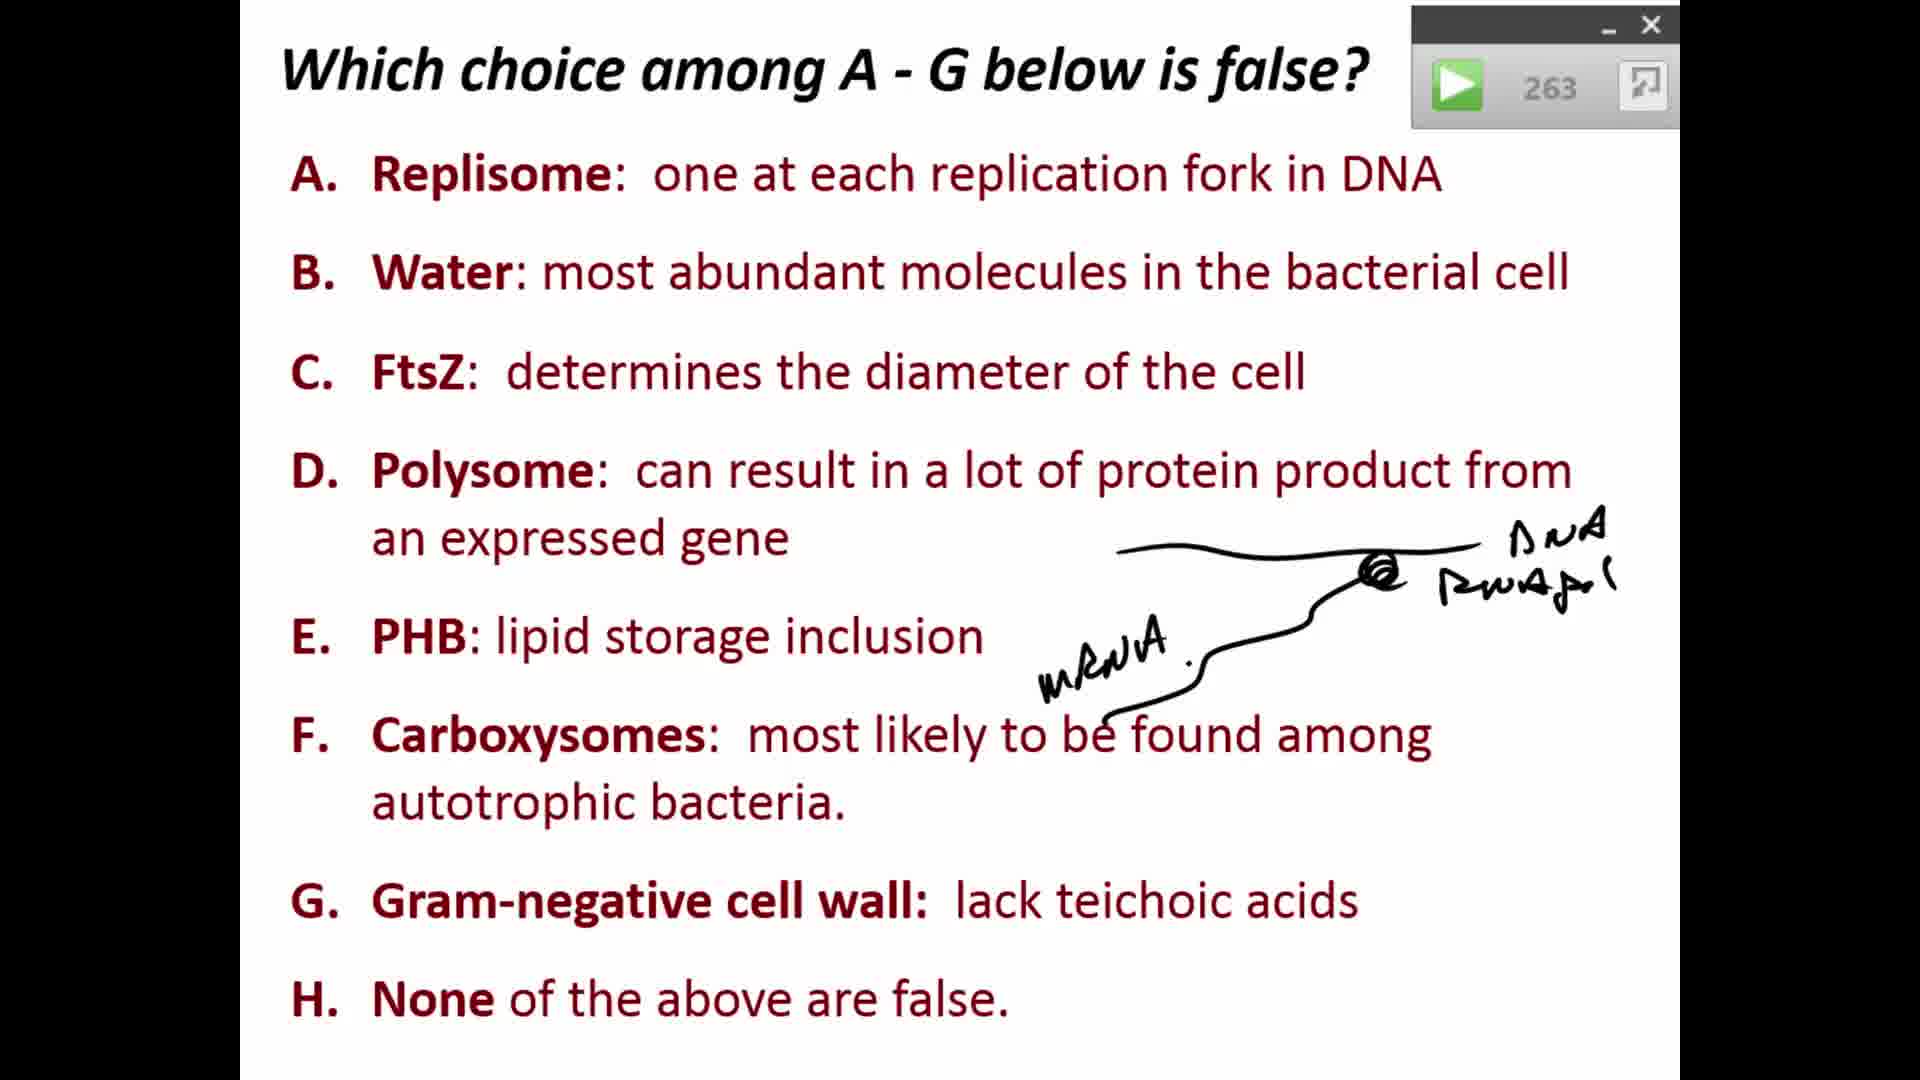 Which choice among A - G below is false?
263
A. Replisome: one at each replication fork in DNA
B. Water: most abundant molecules in the bacterial cell
C. FtsZ: determines the diameter of the cell
D. Polysome: can result in a lot of protein product from
an expressed gene
DNA
RNA pol
E. PHB: lipid storage inclusion
mRNA
F. Carboxysomes: most likely to be found among
autotrophic bacteria.
G. Gram-negative cell wall: lack teichoic acids
H. None of the above are false.